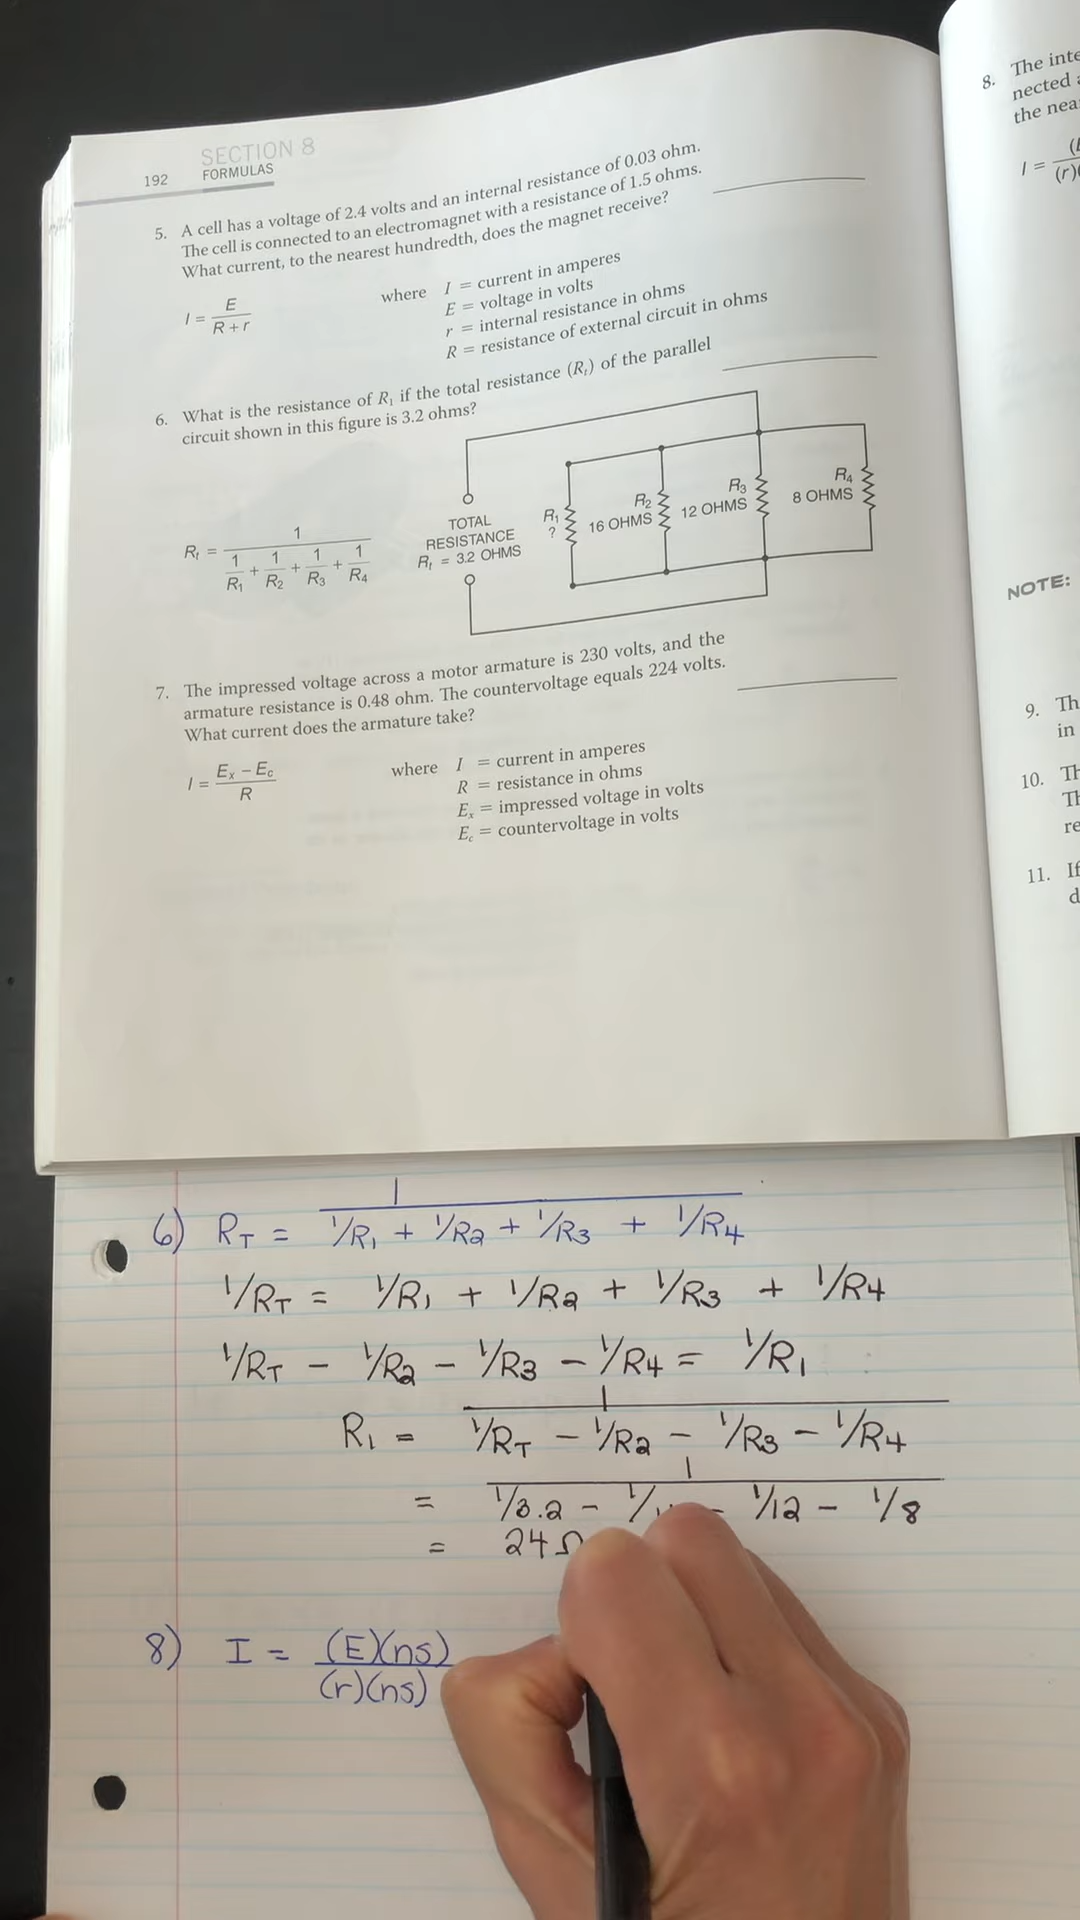 SECTION 8
192 FORMULAS
5. A cell has a voltage of 2.4 volts and an internal resistance of 0.03 ohm.
The cell is connected to an electromagnet with a resistance of 1.5 ohms.
What current, to the nearest hundredth, does the magnet receive?
I = E / R + r
where I = current in amperes
E = voltage in volts
r = internal resistance in ohms
R = resistance of external circuit in ohms
6. What is the resistance of R₁ if the total resistance (Rₜ) of the parallel
circuit shown in this figure is 3.2 ohms?
Rₜ = 1 / 1/R₁ + 1/R₂ + 1/R₃ + 1/R₄
TOTAL
RESISTANCE
Rₜ = 3.2 OHMS
R₁
?
R₂
16 OHMS
R₃
12 OHMS
R₄
8 OHMS
7. The impressed voltage across a motor armature is 230 volts, and the
armature resistance is 0.48 ohm. The countervoltage equals 224 volts.
What current does the armature take?
I = Eₓ – E꜀ / R
where I = current in amperes
R = resistance in ohms
Eₓ = impressed voltage in volts
E꜀ = countervoltage in volts
8. The inte
nected
the nea
I =
(r)
NOTE:
9. Th
in
10. Th
Th
re
11. If
d
6) R_T = 1 / 1/R₁ + 1/R₂ + 1/R₃ + 1/R₄
1/R_T = 1/R₁ + 1/R₂ + 1/R₃ + 1/R₄
1/R_T – 1/R₂ – 1/R₃ – 1/R₄ = 1/R₁
R₁ = 1 / 1/R_T – 1/R₂ – 1/R₃ – 1/R₄
= 1 / 1/3.2 – 1/ – 1/12 – 1/8
= 24 Ω
8) I = (E)(ns) / (r)(ns)